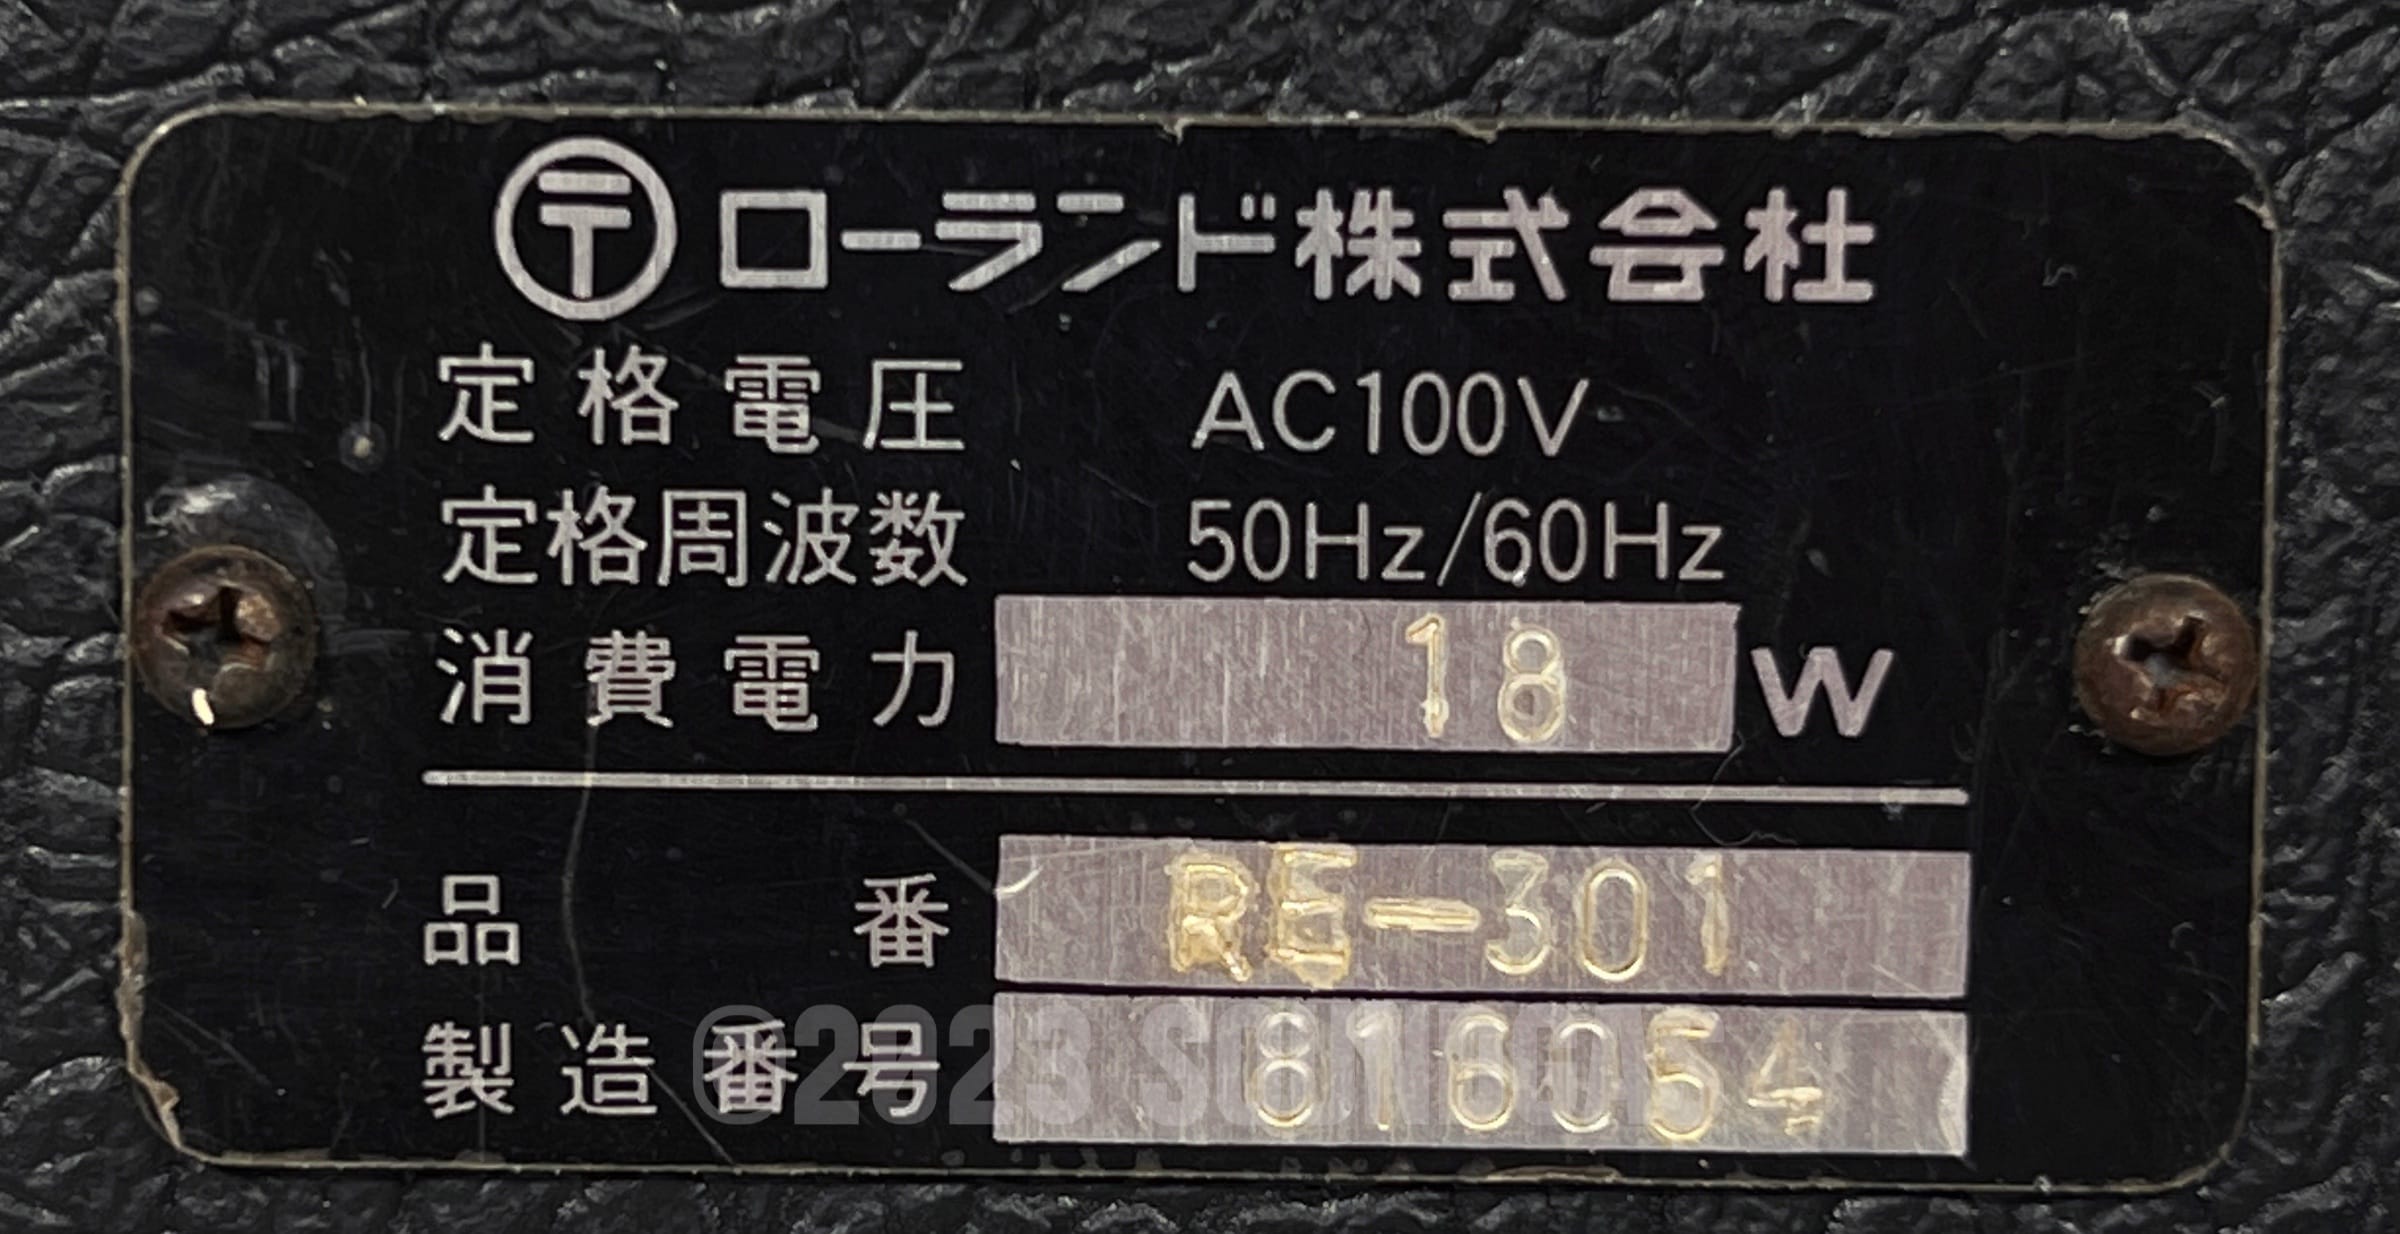 〒 ローランド株式会社
定格電圧 AC100V
定格周波数 50Hz/60Hz
消費電力 18 W
品番 RE-301
製造番号 816054
©2023